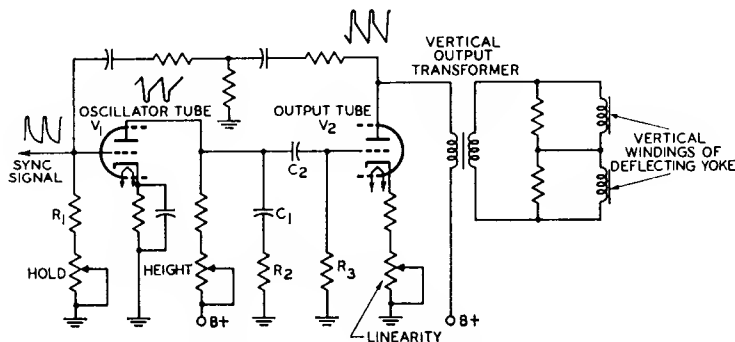 VERTICAL
OUTPUT
TRANSFORMER
OSCILLATOR TUBE
V1
OUTPUT TUBE
V2
SYNC
SIGNAL
VERTICAL
WINDINGS OF
DEFLECTING YOKE
C2
R1
C1
HOLD
HEIGHT
R2
R3
B+
LINEARITY
B+